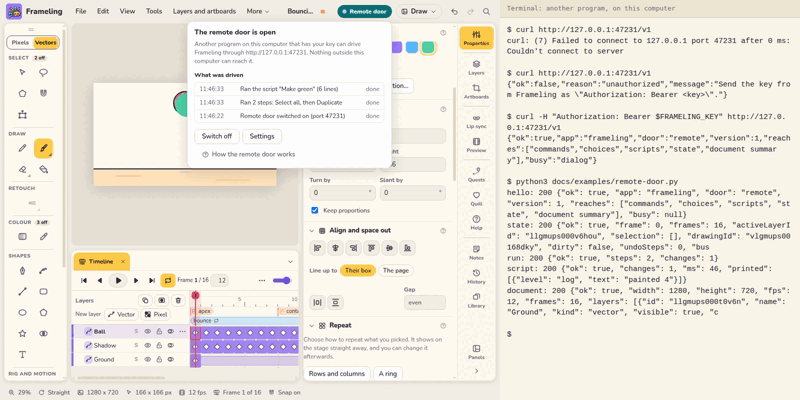 Frameling
File
Edit
View
Tools
Layers and artboards
More
Bounci...
Remote door
Draw
Search
Pixels
Vectors
SELECT
2 off
DRAW
RETOUCH
COLOUR
3 off
SHAPES
RIG AND MOTION
The remote door is open
Another program on this computer that has your key can drive
Frameling through http://127.0.0.1:47231. Nothing outside this
computer can reach it.
What was driven
11:46:33 Ran the script "Make green" (6 lines) done
11:46:33 Ran 2 steps: Select all, then Duplicate done
11:46:22 Remote door switched on (port 47231) done
Switch off
Settings
How the remote door works
Turn by
Slant by
0 °
0 °
Keep proportions
Align and space out
Line up to
Their box
The page
Gap
even
Repeat
Choose how to repeat what you picked. It shows on
the stage straight away, and you can change it
afterwards.
Rows and columns
A ring
Properties
Layers
Artboards
Lip sync
Preview
Quests
Quill
Help
Notes
History
Library
Panels
Timeline
Frame 1 / 16
12
Layers
New layer
Vector
Pixel
5
10
apex
Ball
S
Shadow
S
Ground
S
29%
Straight
1280 x 720
166 x 166 px
12 fps
Frame 1 of 16
Snap on
Terminal: another program, on this computer
$ curl http://127.0.0.1:47231/v1
curl: (7) Failed to connect to 127.0.0.1 port 47231 after 0 ms:
Couldn't connect to server
$ curl http://127.0.0.1:47231/v1
{"ok":false,"reason":"unauthorized","message":"Send the key fro
m Frameling as \"Authorization: Bearer <key>\"."}
$ curl -H "Authorization: Bearer $FRAMELING_KEY" http://127.0.
0.1:47231/v1
{"ok":true,"app":"frameling","door":"remote","version":1,"reach
es":["commands","choices","scripts","state","document summar
y"],"busy":"dialog"}
$ python3 docs/examples/remote-door.py
hello: 200 {"ok": true, "app": "frameling", "door": "remote",
"version": 1, "reaches": ["commands", "choices", "scripts", "st
ate", "document summary"], "busy": null}
state: 200 {"ok": true, "frame": 0, "frames": 16, "activeLayerI
d": "llgmups000v6hou", "selection": [], "drawingId": "vlgmups00
168dky", "dirty": false, "undoSteps": 0, "bus
run: 200 {"ok": true, "steps": 2, "changes": 1}
script: 200 {"ok": true, "changes": 1, "ms": 46, "printed":
[{"level": "log", "text": "painted 4"}]}
document: 200 {"ok": true, "width": 1280, "height": 720, "fps":
12, "frames": 16, "layers": [{"id": "llgmups000t0v6n", "name":
"Ground", "kind": "vector", "visible": true, "c
$